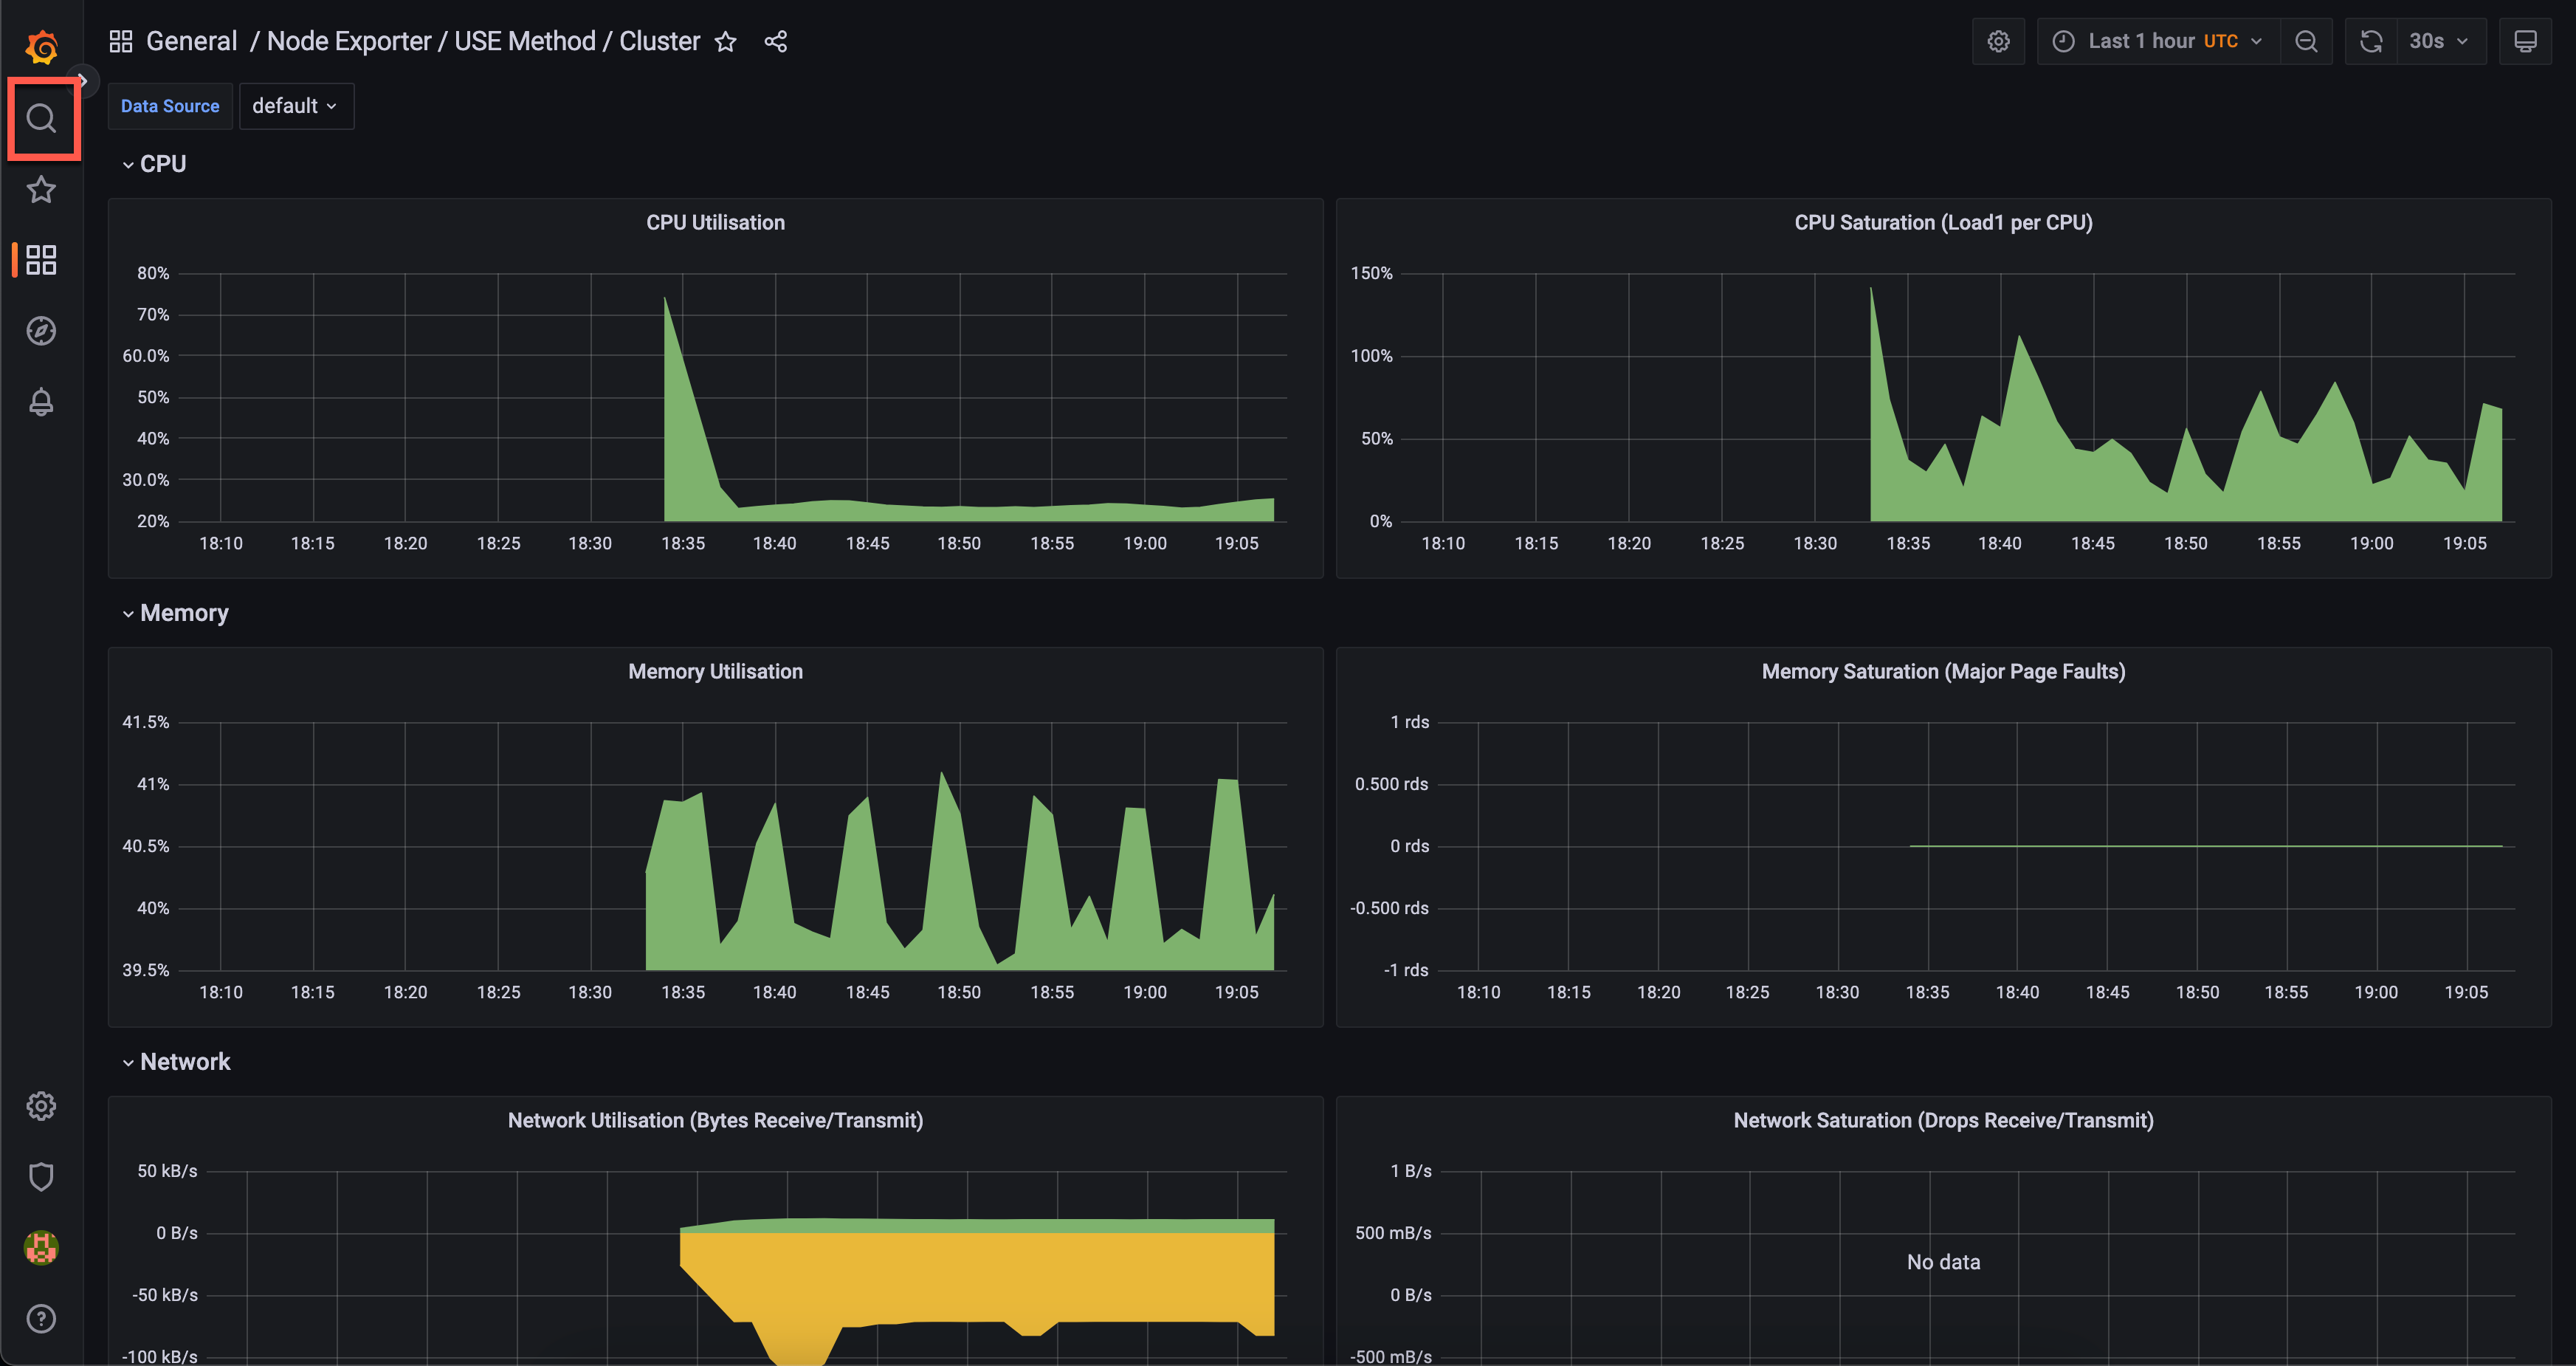 General / Node Exporter / USE Method / Cluster
Last 1 hour UTC
30s
Data Source
default
CPU
CPU Utilisation
80%
70%
60.0%
50%
40%
30.0%
20%
18:10 18:15 18:20 18:25 18:30 18:35 18:40 18:45 18:50 18:55 19:00 19:05
CPU Saturation (Load1 per CPU)
150%
100%
50%
0%
18:10 18:15 18:20 18:25 18:30 18:35 18:40 18:45 18:50 18:55 19:00 19:05
Memory
Memory Utilisation
41.5%
41%
40.5%
40%
39.5%
18:10 18:15 18:20 18:25 18:30 18:35 18:40 18:45 18:50 18:55 19:00 19:05
Memory Saturation (Major Page Faults)
1 rds
0.500 rds
0 rds
-0.500 rds
-1 rds
18:10 18:15 18:20 18:25 18:30 18:35 18:40 18:45 18:50 18:55 19:00 19:05
Network
Network Utilisation (Bytes Receive/Transmit)
50 kB/s
0 B/s
-50 kB/s
-100 kB/s
Network Saturation (Drops Receive/Transmit)
1 B/s
500 mB/s
No data
0 B/s
-500 mB/s